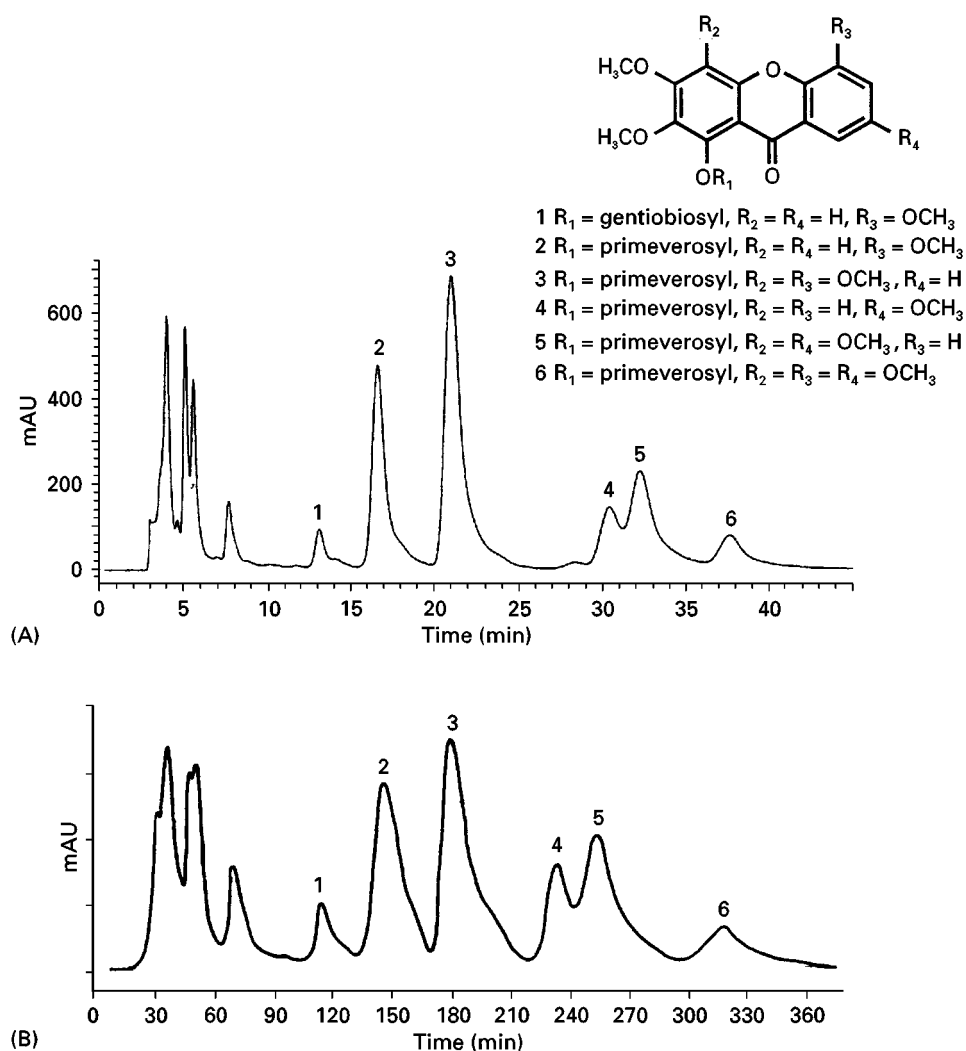 R₂
R₃
H₃CO
O
H₃CO
R₄
OR₁
O
1 R₁ = gentiobiosyl, R₂ = R₄ = H, R₃ = OCH₃
2 R₁ = primeverosyl, R₂ = R₄ = H, R₃ = OCH₃
3 R₁ = primeverosyl, R₂ = R₃ = OCH₃, R₄ = H
4 R₁ = primeverosyl, R₂ = R₃ = H, R₄ = OCH₃
5 R₁ = primeverosyl, R₂ = R₄ = OCH₃, R₃ = H
6 R₁ = primeverosyl, R₂ = R₃ = R₄ = OCH₃
mAU
600
400
200
0
1
2
3
4
5
6
0 5 10 15 20 25 30 35 40
Time (min)
(A)
mAU
1
2
3
4
5
6
0 30 60 90 120 150 180 210 240 270 300 330 360
Time (min)
(B)